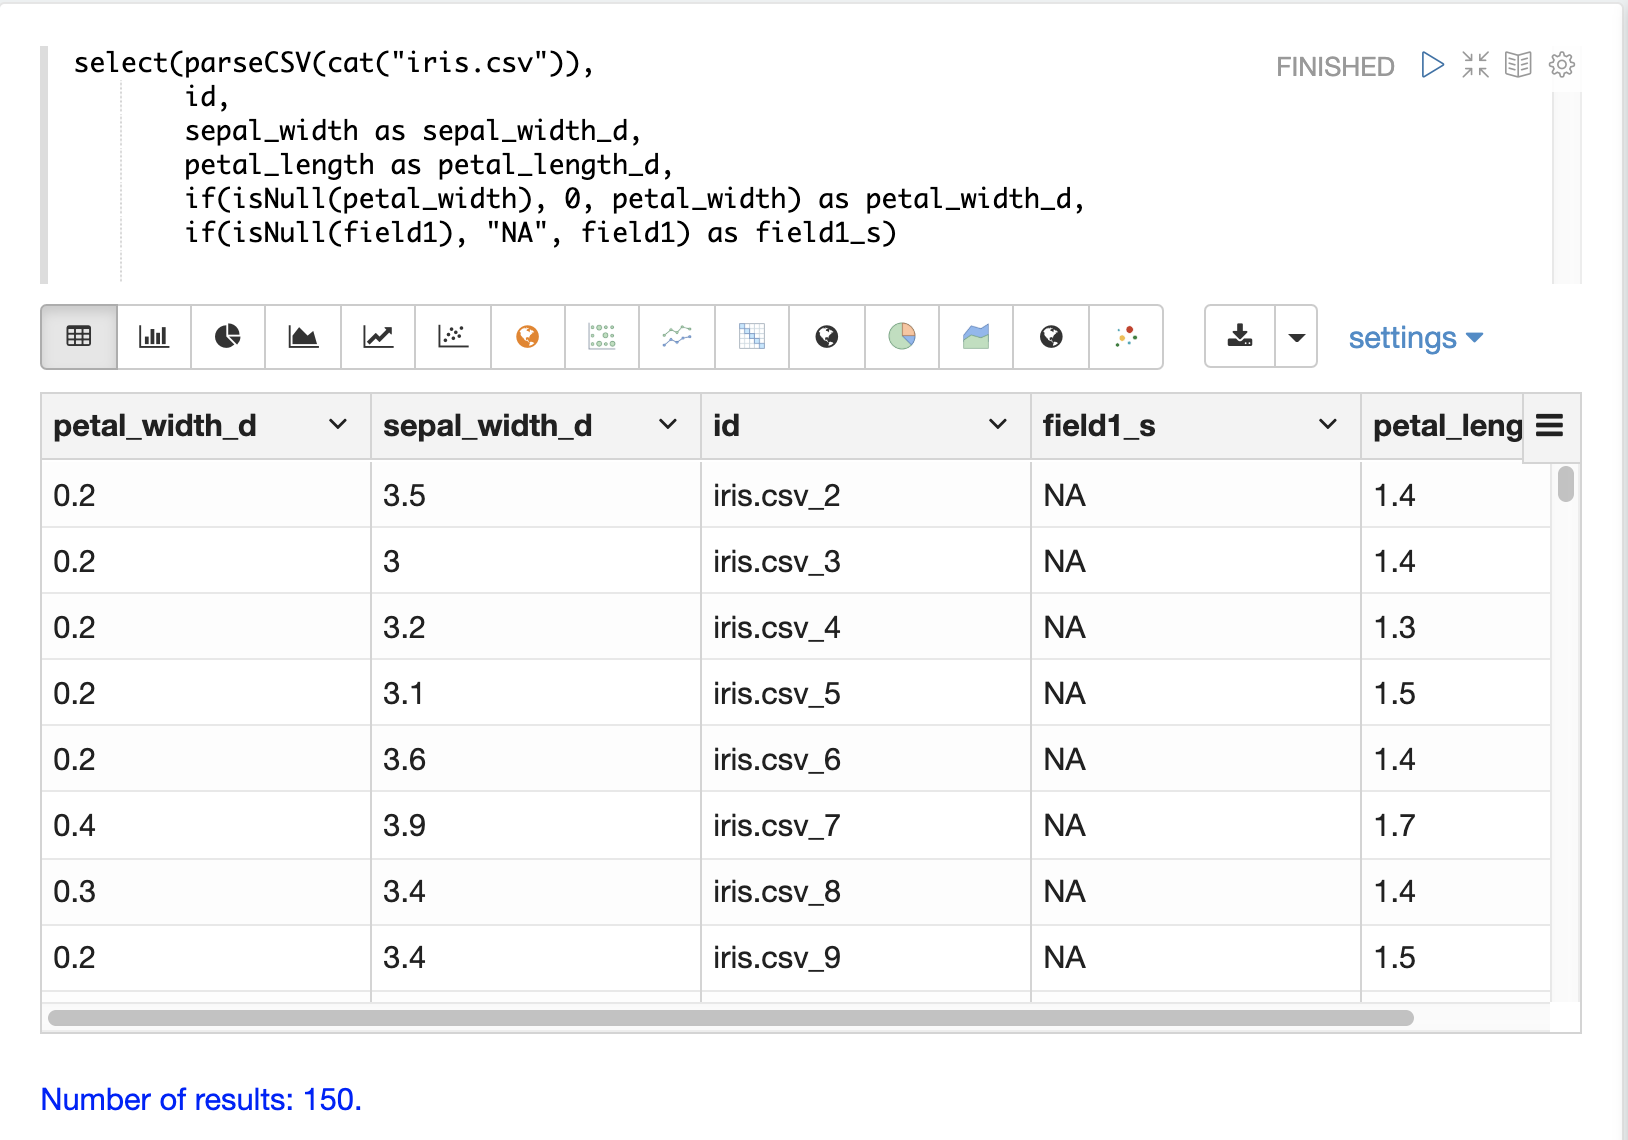 select(parseCSV(cat("iris.csv")),
id,
sepal_width as sepal_width_d,
petal_length as petal_length_d,
if(isNull(petal_width), 0, petal_width) as petal_width_d,
if(isNull(field1), "NA", field1) as field1_s)
FINISHED
settings
petal_width_d sepal_width_d id field1_s petal_leng
0.2 3.5 iris.csv_2 NA 1.4
0.2 3 iris.csv_3 NA 1.4
0.2 3.2 iris.csv_4 NA 1.3
0.2 3.1 iris.csv_5 NA 1.5
0.2 3.6 iris.csv_6 NA 1.4
0.4 3.9 iris.csv_7 NA 1.7
0.3 3.4 iris.csv_8 NA 1.4
0.2 3.4 iris.csv_9 NA 1.5
Number of results: 150.